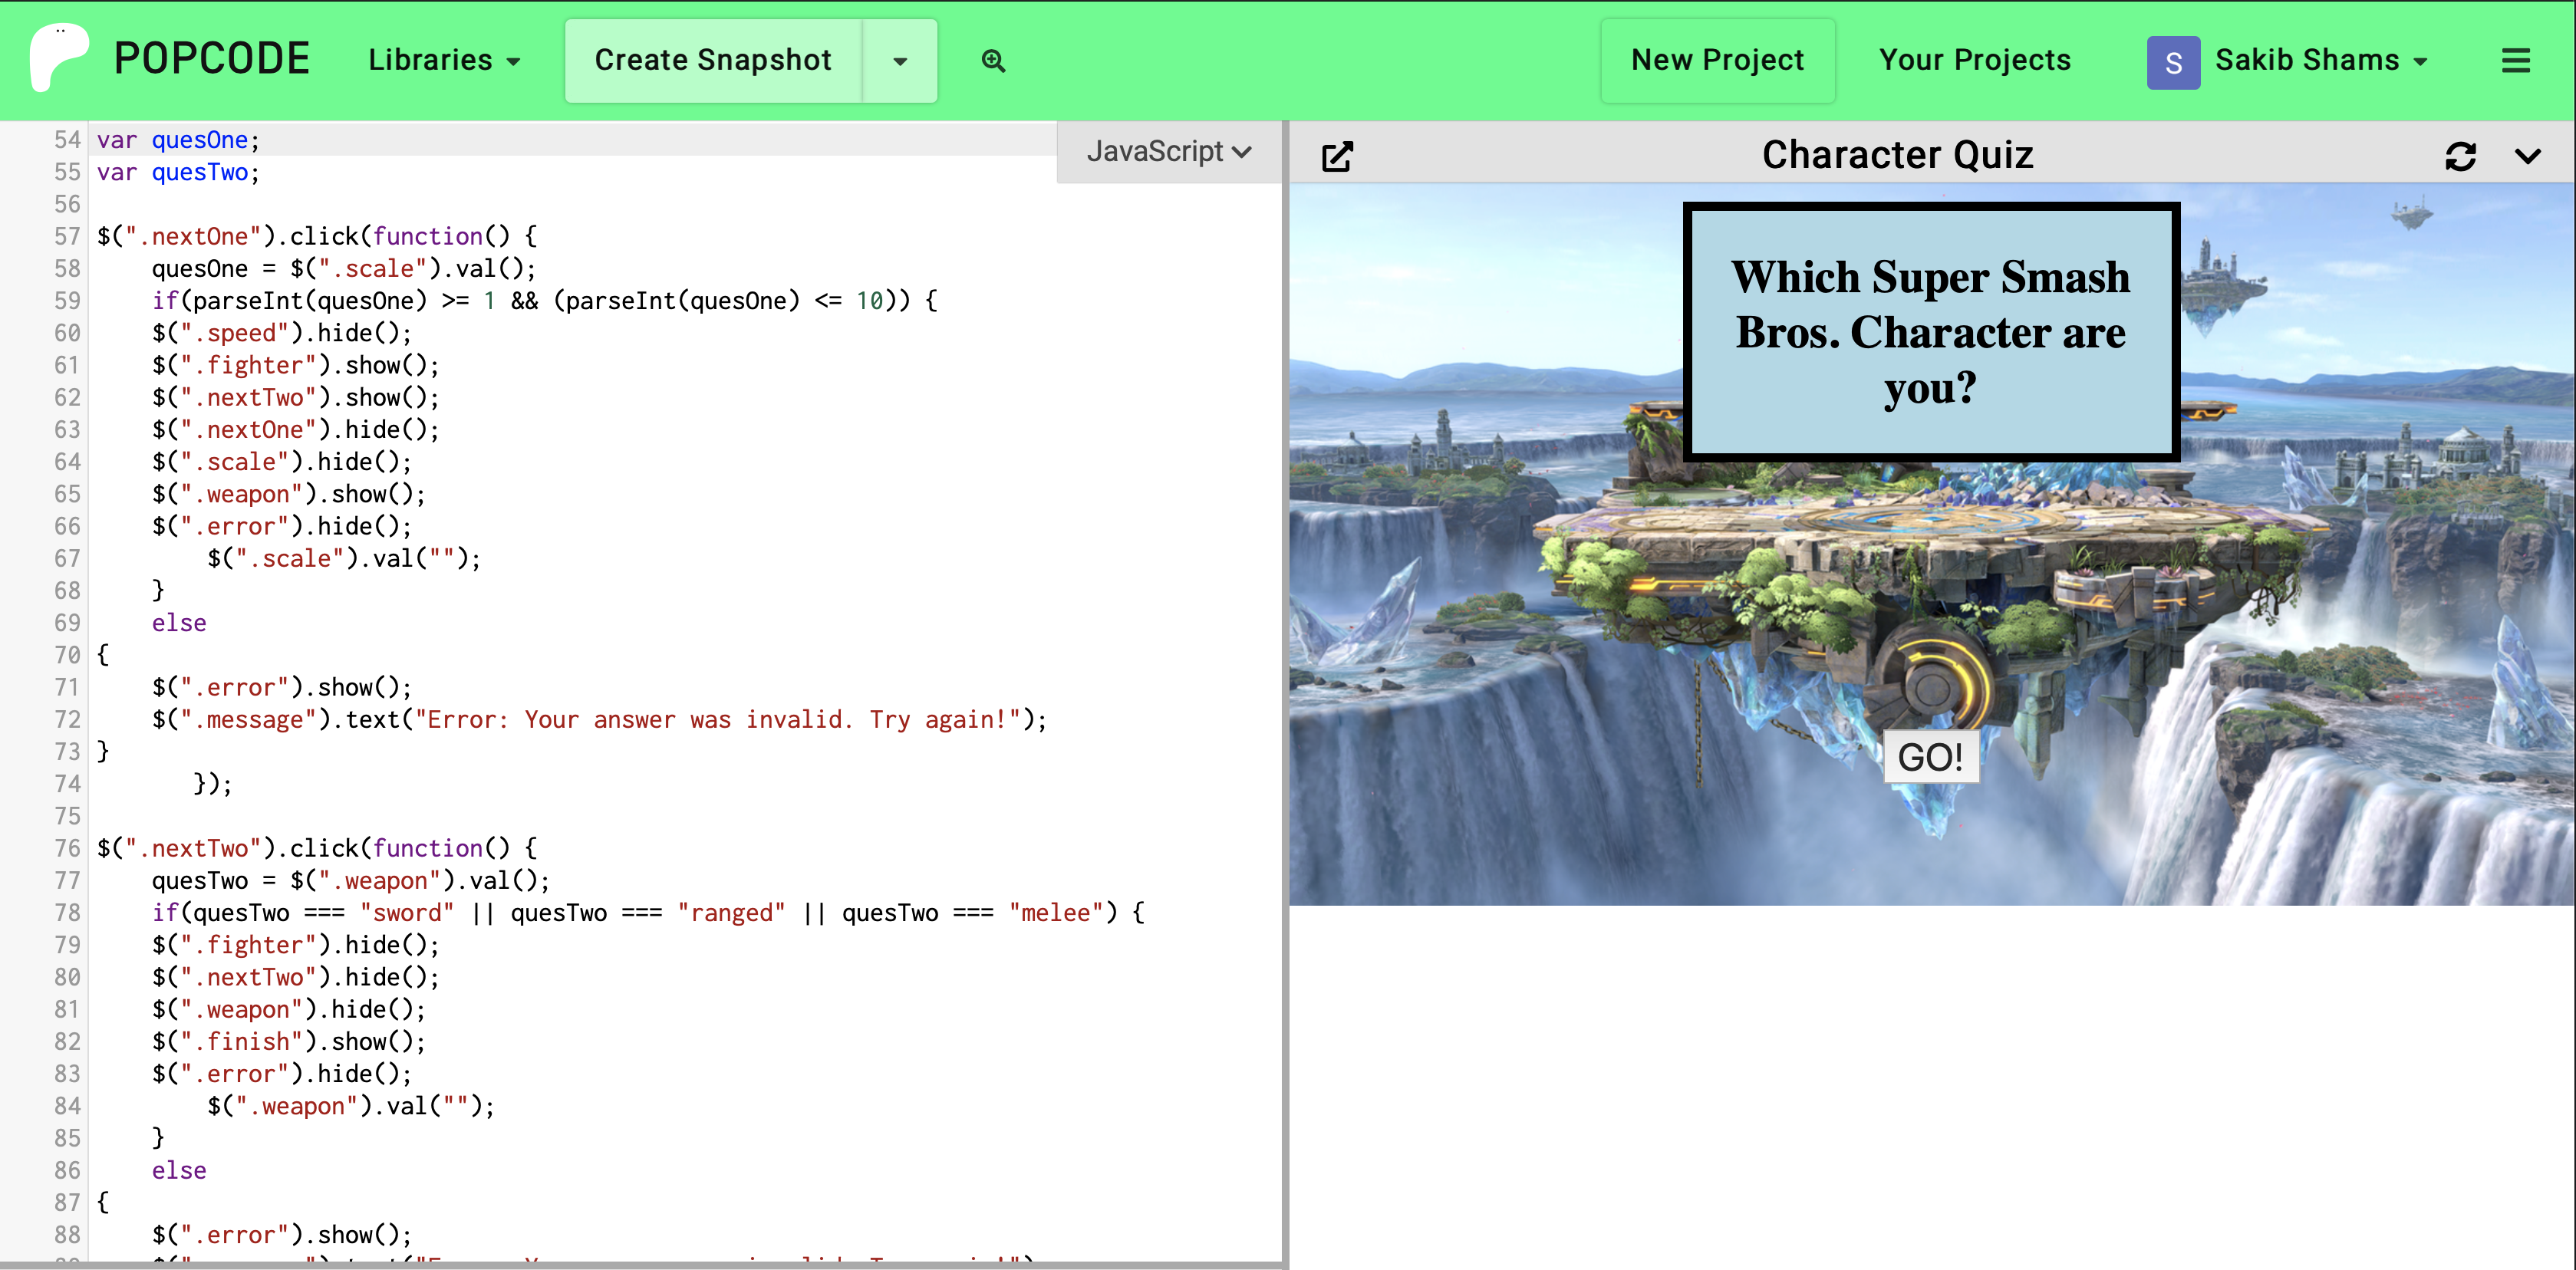 POPCODE Libraries Create Snapshot New Project Your Projects S Sakib Shams
54 var quesOne;
JavaScript
55 var quesTwo;
56
57 $(".nextOne").click(function() {
58     quesOne = $(".scale").val();
59     if(parseInt(quesOne) >= 1 && (parseInt(quesOne) <= 10)) {
60     $(".speed").hide();
61     $(".fighter").show();
62     $(".nextTwo").show();
63     $(".nextOne").hide();
64     $(".scale").hide();
65     $(".weapon").show();
66     $(".error").hide();
67         $(".scale").val("");
68     }
69     else
70 {
71     $(".error").show();
72     $(".message").text("Error: Your answer was invalid. Try again!");
73 }
74        });
75
76 $(".nextTwo").click(function() {
77     quesTwo = $(".weapon").val();
78     if(quesTwo === "sword" || quesTwo === "ranged" || quesTwo === "melee") {
79     $(".fighter").hide();
80     $(".nextTwo").hide();
81     $(".weapon").hide();
82     $(".finish").show();
83     $(".error").hide();
84         $(".weapon").val("");
85     }
86     else
87 {
88     $(".error").show();
Character Quiz
Which Super Smash
Bros. Character are
you?
GO!